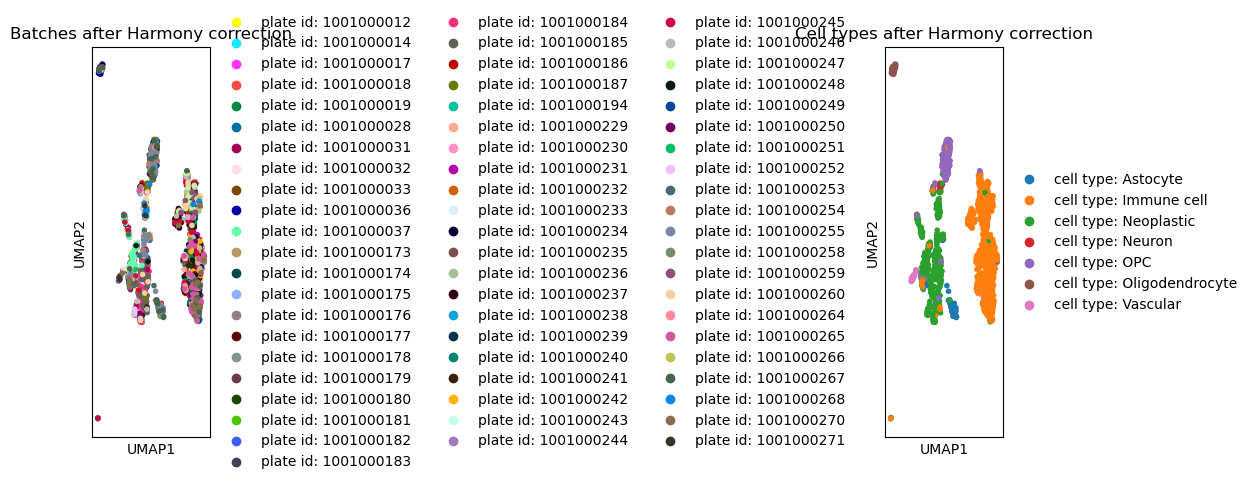 Batches after Harmony correction
UMAP2
UMAP1
plate id: 1001000012
plate id: 1001000014
plate id: 1001000017
plate id: 1001000018
plate id: 1001000019
plate id: 1001000028
plate id: 1001000031
plate id: 1001000032
plate id: 1001000033
plate id: 1001000036
plate id: 1001000037
plate id: 1001000173
plate id: 1001000174
plate id: 1001000175
plate id: 1001000176
plate id: 1001000177
plate id: 1001000178
plate id: 1001000179
plate id: 1001000180
plate id: 1001000181
plate id: 1001000182
plate id: 1001000183
plate id: 1001000184
plate id: 1001000185
plate id: 1001000186
plate id: 1001000187
plate id: 1001000194
plate id: 1001000229
plate id: 1001000230
plate id: 1001000231
plate id: 1001000232
plate id: 1001000233
plate id: 1001000234
plate id: 1001000235
plate id: 1001000236
plate id: 1001000237
plate id: 1001000238
plate id: 1001000239
plate id: 1001000240
plate id: 1001000241
plate id: 1001000242
plate id: 1001000243
plate id: 1001000244
plate id: 1001000245
plate id: 1001000246
plate id: 1001000247
plate id: 1001000248
plate id: 1001000249
plate id: 1001000250
plate id: 1001000251
plate id: 1001000252
plate id: 1001000253
plate id: 1001000254
plate id: 1001000255
plate id: 1001000258
plate id: 1001000259
plate id: 1001000260
plate id: 1001000264
plate id: 1001000265
plate id: 1001000266
plate id: 1001000267
plate id: 1001000268
plate id: 1001000270
plate id: 1001000271
Cell types after Harmony correction
UMAP2
UMAP1
cell type: Astocyte
cell type: Immune cell
cell type: Neoplastic
cell type: Neuron
cell type: OPC
cell type: Oligodendrocyte
cell type: Vascular